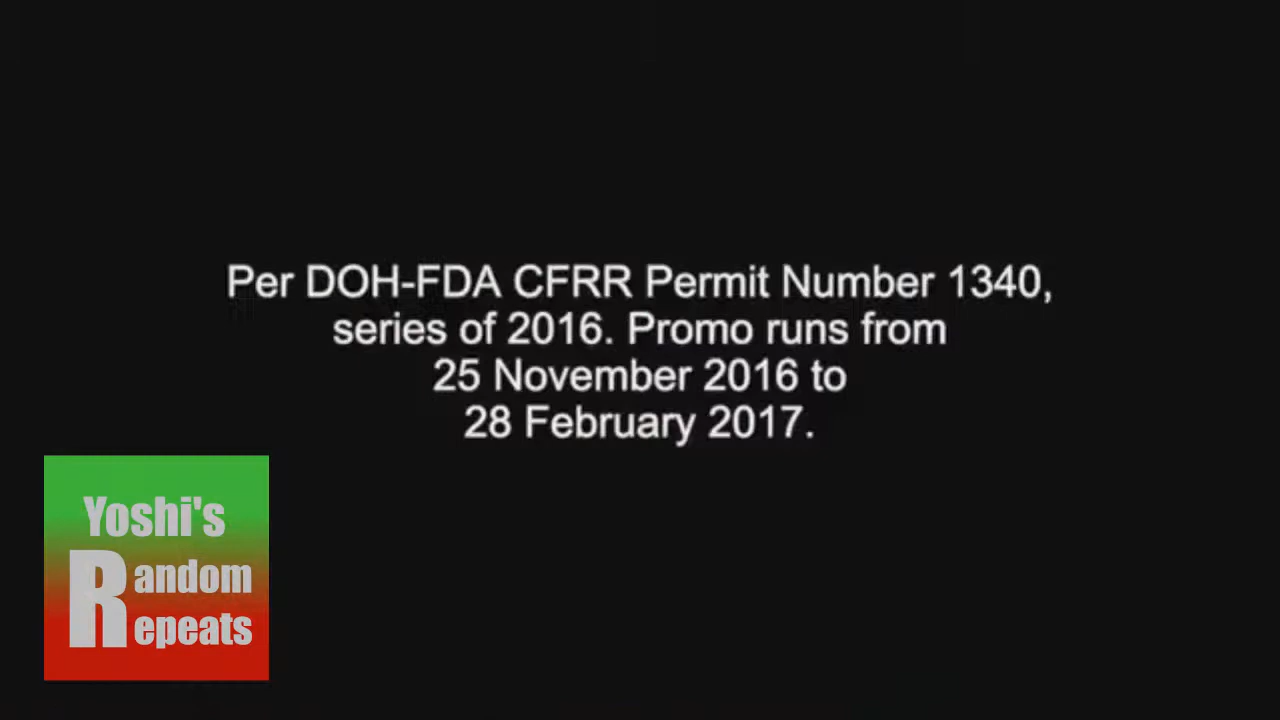 Per DOH-FDA CFRR Permit Number 1340,
series of 2016. Promo runs from
25 November 2016 to
28 February 2017.
Yoshi's
Random
Repeats